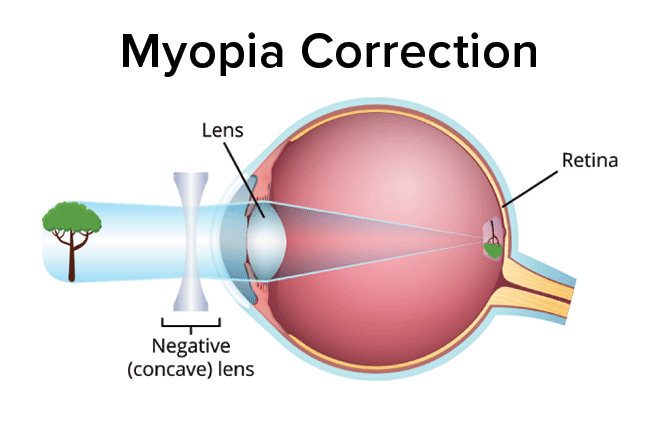 Myopia Correction
Lens
Retina
Negative
(concave) lens